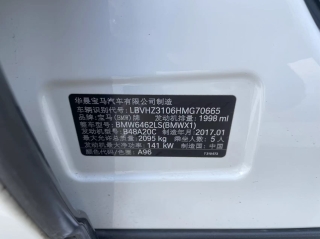 华晨宝马汽车有限公司制造
车辆识别代号: LBVHZ3106HMG70665
品牌: 宝马(BMW)牌 发动机排量: 1998 ml
整车型号: BMW6462LS(BMWX1)
发动机型号: B48A20C 制造年月: 2017.01
最大允许总质量: 2095 kg 乘坐人数: 5 人
发动机最大净功率: 141 kW 制造国: 中国
颜色代码/色名: A96